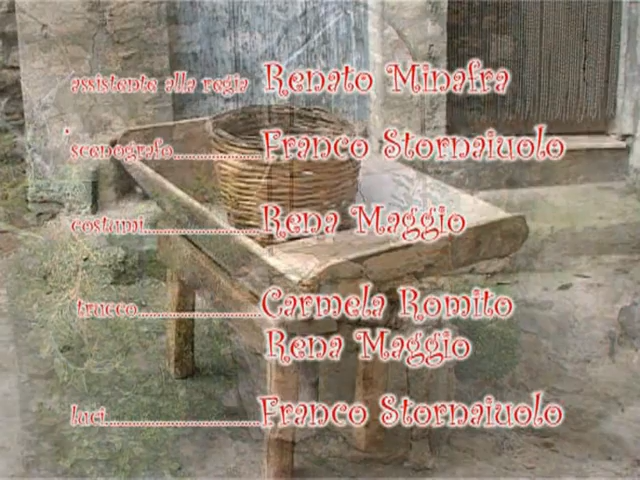 assistente alla regia Renato Minafra
scenografo......................Franco Stornaiuolo
costumi.............................Rena Maggio
trucco..............................Carmela Romito
Rena Maggio
luci......................................Franco Stornaiuolo